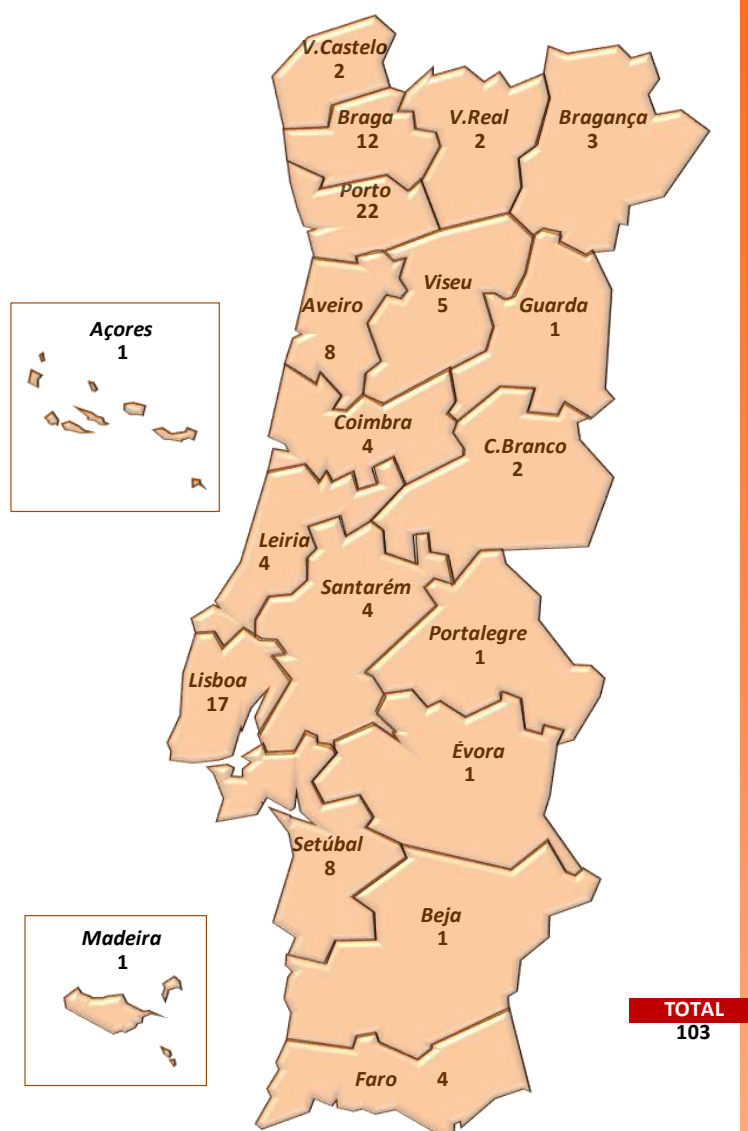 V.Castelo
2
Braga
12
V.Real
2
Bragança
3
Porto
22
Aveiro
8
Viseu
5
Guarda
1
Açores
1
Coimbra
4
C.Branco
2
Leiria
4
Santarém
4
Portalegre
1
Lisboa
17
Évora
1
Setúbal
8
Beja
1
Madeira
1
TOTAL
103
Faro 4